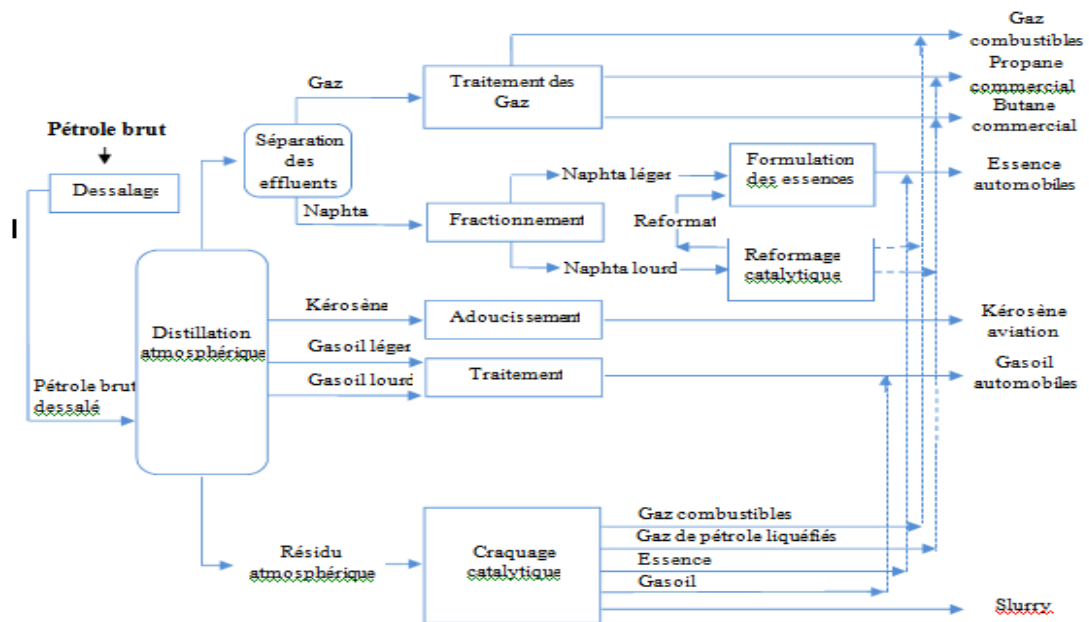 Pétrole brut
Dessalage
Pétrole brut
dessalé
Distillation
atmosphérique
Gaz
Séparation
des
effluents
Naphta
Traitement des
Gaz
Fractionnement
Naphta léger
Naphta lourd
Reformat
Formulation
des essences
Reformage
catalytique
Kérosène
Adoucissement
Gasoil léger
Gasoil lourd
Traitement
Résidu
atmosphérique
Craquage
catalytique
Gaz combustibles
Gaz de pétrole liquéfiés
Essence
Gasoil
Gaz
combustibles
Propane
commercial
Butane
commercial
Essence
automobiles
Kérosène
aviation
Gasoil
automobiles
Slurry